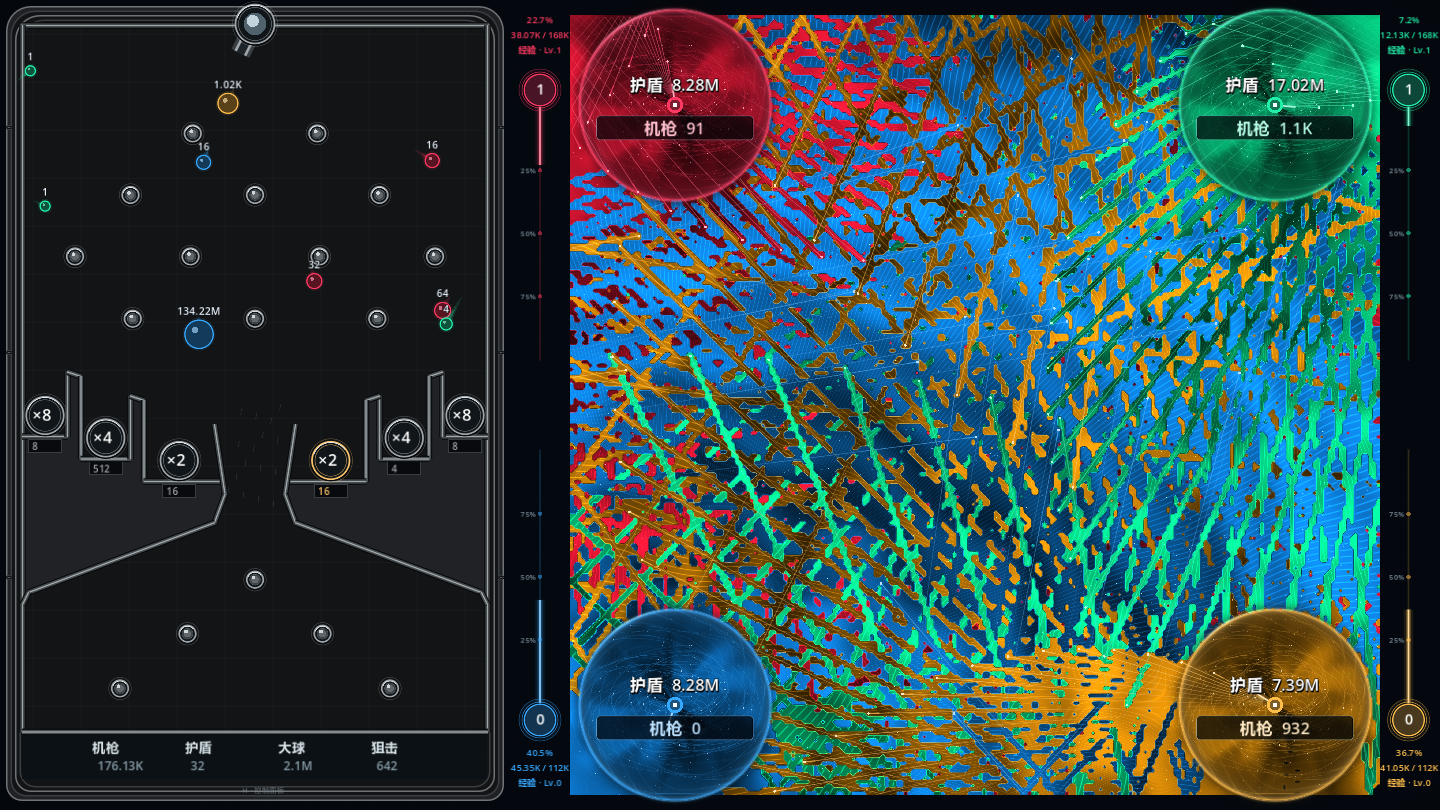 1
1.02K
16
16
1
32
64
4
134.22M
×8
8
×4
512
×2
16
×2
16
×4
4
×8
8
机枪 护盾 大球 狙击
176.13K 32 2.1M 642
22.7%
38.07K / 168K
经验 · Lv.1
1
25%
50%
75%
75%
50%
25%
0
40.5%
45.35K / 112K
经验 · Lv.0
护盾 8.28M
机枪 91
护盾 17.02M
机枪 1.1K
护盾 8.28M
机枪 0
护盾 7.39M
机枪 932
7.2%
12.13K / 168K
经验 · Lv.1
1
25%
50%
75%
75%
50%
25%
0
36.7%
41.05K / 112K
经验 · Lv.0